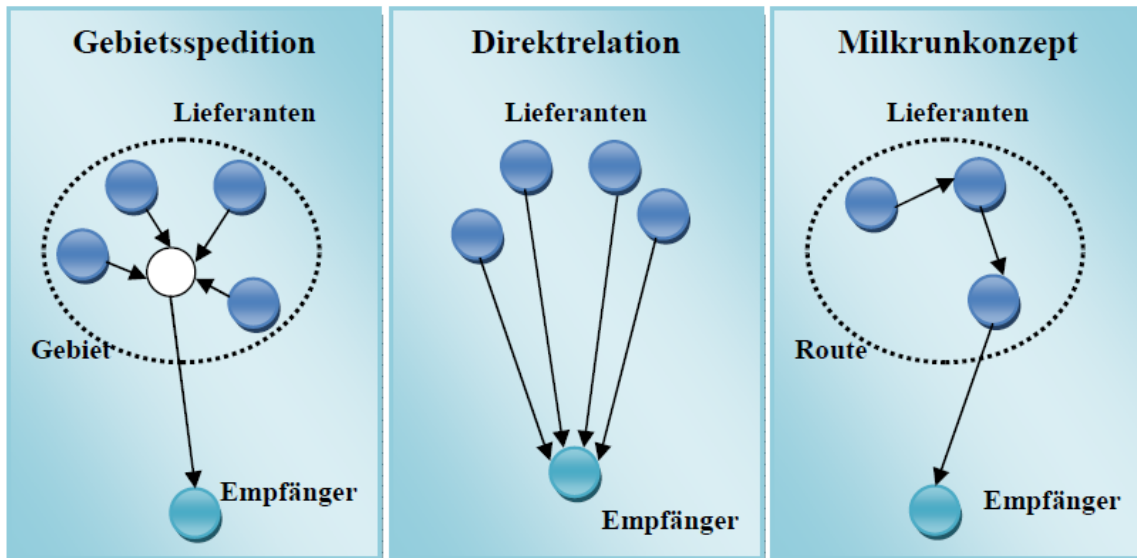 Gebietsspedition
Lieferanten
Gebiet
Empfänger
Direktrelation
Lieferanten
Empfänger
Milkrunkonzept
Lieferanten
Route
Empfänger